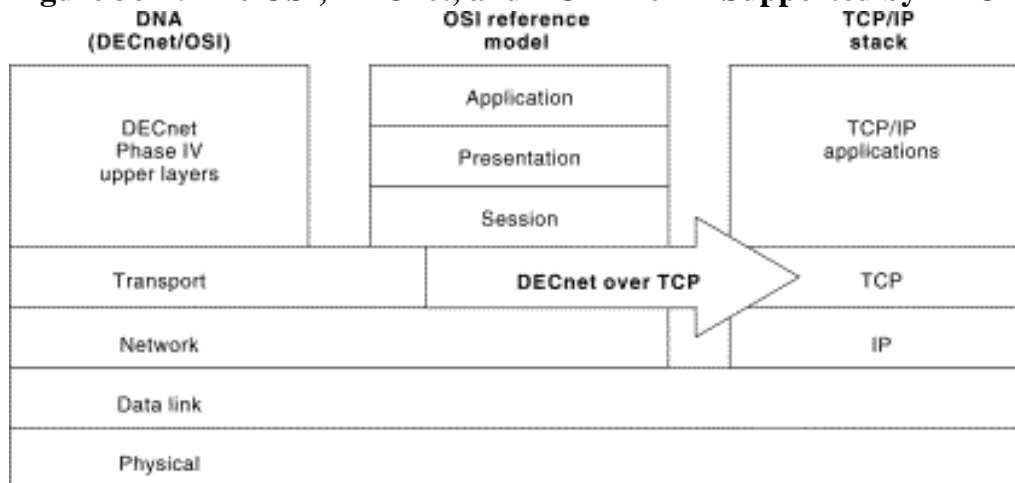 DNA
(DECnet/OSI)
OSI reference
model
TCP/IP
stack
DECnet
Phase IV
upper layers
Application
Presentation
Session
TCP/IP
applications
Transport
DECnet over TCP
TCP
Network
IP
Data link
Physical